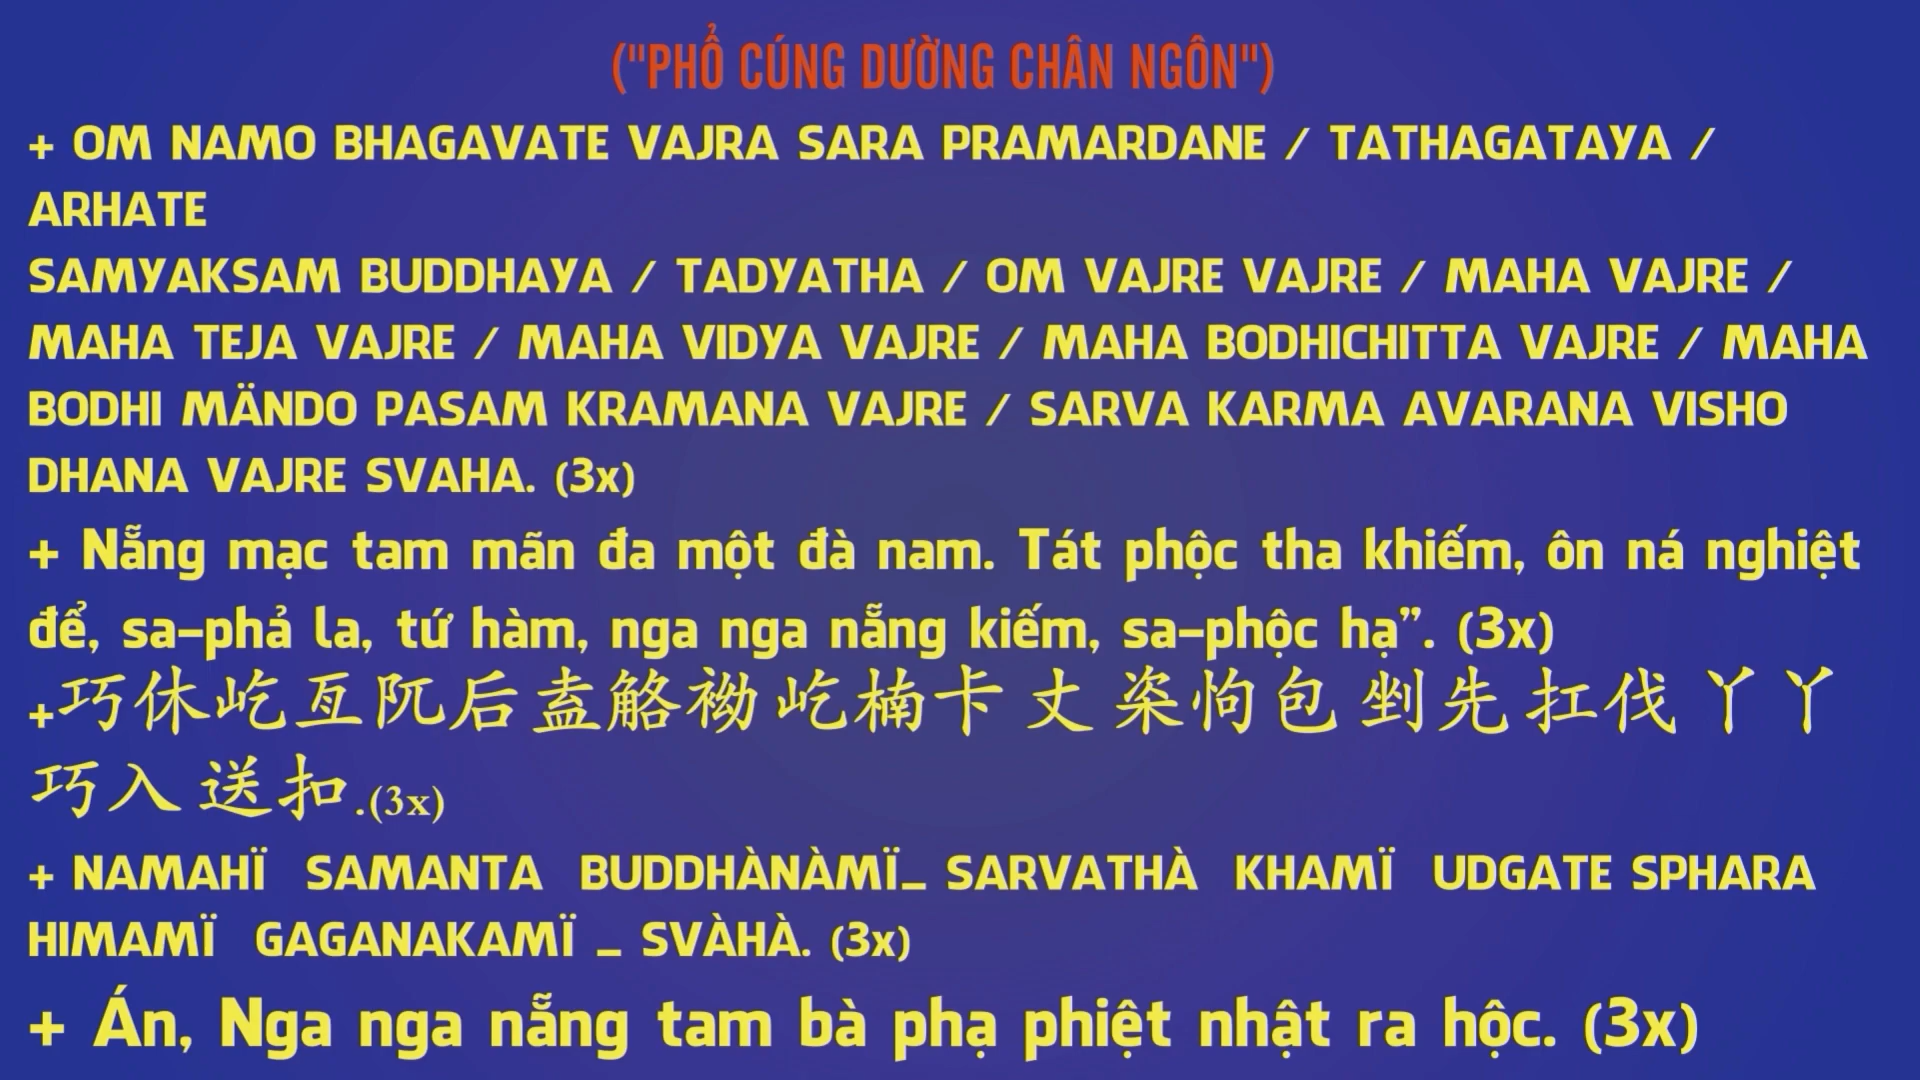 ("PHỔ CÚNG DƯỜNG CHÂN NGÔN")
+ OM NAMO BHAGAVATE VAJRA SARA PRAMARDANE / TATHAGATAYA /
ARHATE
SAMYAKSAM BUDDHAYA / TADYATHA / OM VAJRE VAJRE / MAHA VAJRE /
MAHA TEJA VAJRE / MAHA VIDYA VAJRE / MAHA BODHICHITTA VAJRE / MAHA
BODHI MÄNDO PASAM KRAMANA VAJRE / SARVA KARMA AVARANA VISHO
DHANA VAJRE SVAHA. (3x)
+ Nẵng mạc tam mãn đa một đà nam. Tát phộc tha khiếm, ôn ná nghiệt
để, sa-phả la, tứ hàm, nga nga nẵng kiếm, sa-phộc hạ”. (3x)
+巧休屹亙阢后盍觡衪屹楠卡丈姿怐包剉先扛伐丫丫
巧入送扣.(3x)
+ NAMAHÏ SAMANTA BUDDHÀNÀMÏ_ SARVATHÀ KHAMÏ UDGATE SPHARA
HIMAMÏ GAGANAKAMÏ _ SVÀHÀ. (3x)
+ Án, Nga nga nẵng tam bà phạ phiệt nhật ra hộc. (3x)